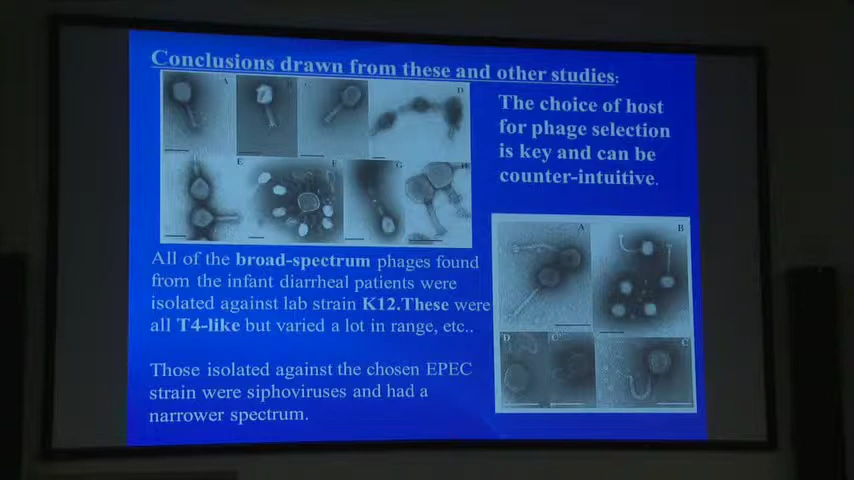 Conclusions drawn from these and other studies:
A
B
C
D
E
F
G
H
The choice of host
for phage selection
is key and can be
counter-intuitive.
All of the broad-spectrum phages found
from the infant diarrheal patients were
isolated against lab strain K12.These were
all T4-like but varied a lot in range, etc..
Those isolated against the chosen EPEC
strain were siphoviruses and had a
narrower spectrum.
A
B
D
C